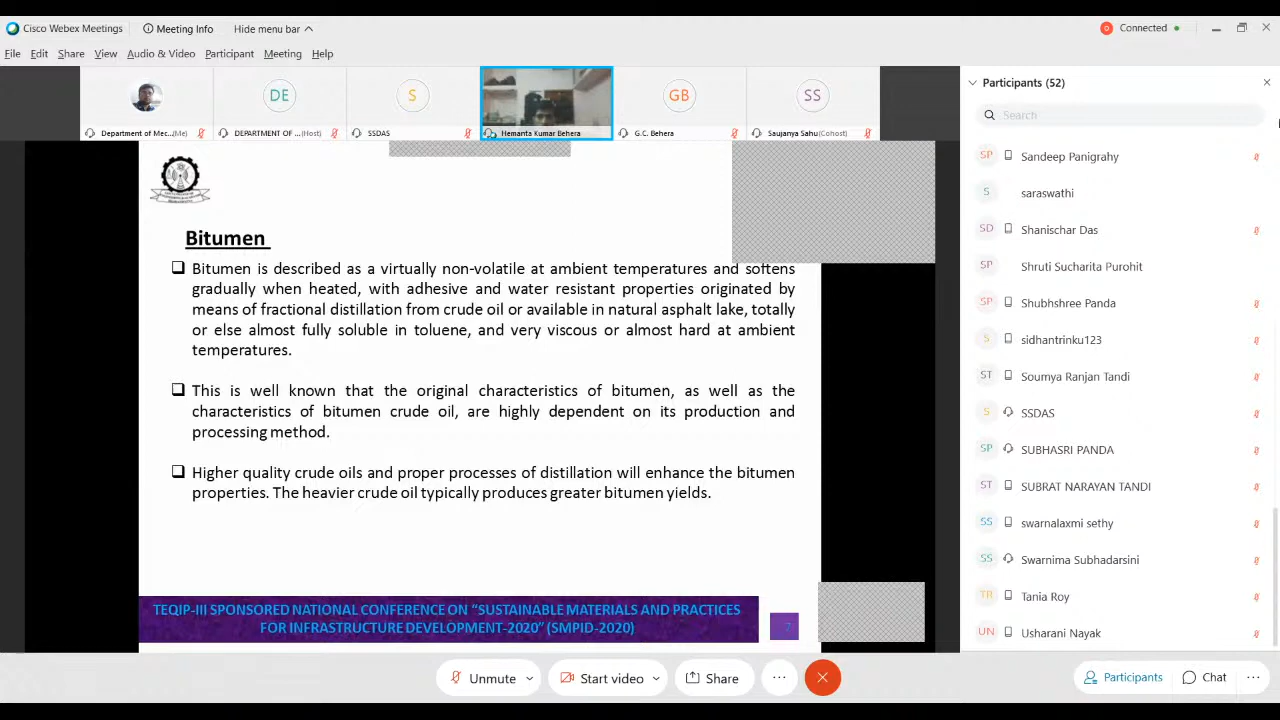 Cisco Webex Meetings
Meeting Info
Hide menu bar
Connected
File Edit Share View Audio & Video Participant Meeting Help
DE
S
GB
SS
Department of Mec...(Me)
DEPARTMENT OF ...(Host)
SSDAS
Hemanta Kumar Behera
G.C. Behera
Saujanya Sahu(Cohost)
Bitumen
Bitumen is described as a virtually non-volatile at ambient temperatures and softens
gradually when heated, with adhesive and water resistant properties originated by
means of fractional distillation from crude oil or available in natural asphalt lake, totally
or else almost fully soluble in toluene, and very viscous or almost hard at ambient
temperatures.
This is well known that the original characteristics of bitumen, as well as the
characteristics of bitumen crude oil, are highly dependent on its production and
processing method.
Higher quality crude oils and proper processes of distillation will enhance the bitumen
properties. The heavier crude oil typically produces greater bitumen yields.
TEQIP-III SPONSORED NATIONAL CONFERENCE ON “SUSTAINABLE MATERIALS AND PRACTICES
FOR INFRASTRUCTURE DEVELOPMENT-2020” (SMPID-2020)
7
Participants (52)
Search
SP Sandeep Panigrahy
S saraswathi
SD Shanischar Das
SP Shruti Sucharita Purohit
SP Shubhshree Panda
S sidhantrinku123
ST Soumya Ranjan Tandi
S SSDAS
SP SUBHASRI PANDA
ST SUBRAT NARAYAN TANDI
SS swarnalaxmi sethy
SS Swarnima Subhadarsini
TR Tania Roy
UN Usharani Nayak
Unmute
Start video
Share
Participants
Chat